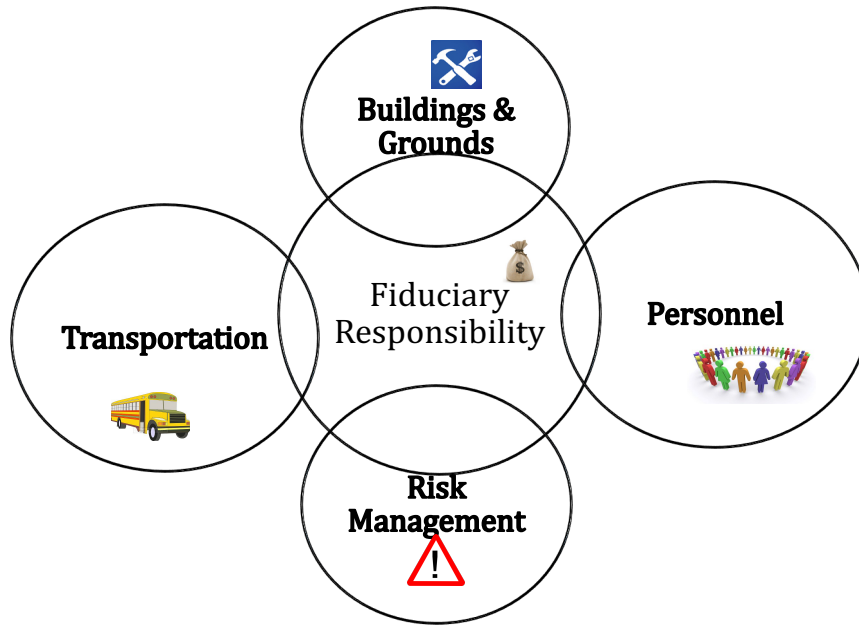 Buildings &
Grounds
Fiduciary
Responsibility
$
Transportation
Personnel
Risk
Management
!